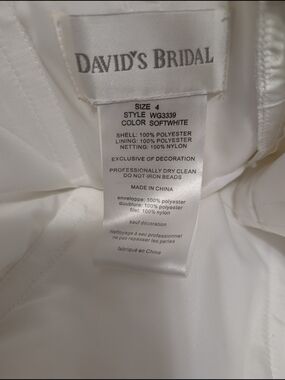 DAVID'S BRIDAL
SIZE 4
STYLE WG3339
COLOR SOFTWHITE
SHELL: 100% POLYESTER
LINING: 100% POLYESTER
NETTING: 100% NYLON
EXCLUSIVE OF DECORATION
PROFESSIONALLY DRY CLEAN
DO NOT IRON BEADS
MADE IN CHINA
enveloppe: 100% polyester
doublure: 100% polyester
filet: 100% nylon
sauf decoration
Nettoyage à sec professionnel
ne pas repasser les perles
fabriqué en China